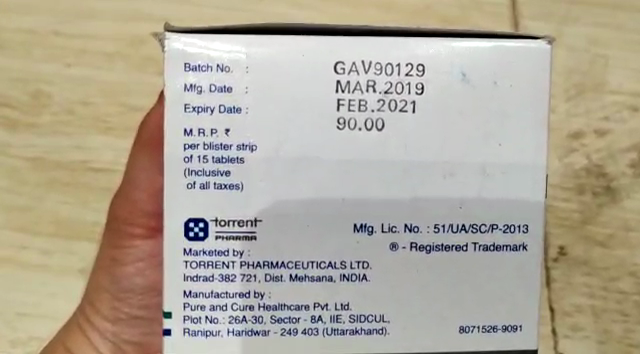 Batch No. : GAV90129
Mfg. Date : MAR.2019
Expiry Date : FEB.2021
M.R.P. ₹ 90.00
per blister strip
of 15 tablets
(Inclusive
of all taxes)
torrent
PHARMA
Mfg. Lic. No. : 51/UA/SC/P-2013
® - Registered Trademark
Marketed by :
TORRENT PHARMACEUTICALS LTD.
Indrad-382 721, Dist. Mehsana, INDIA.
Manufactured by :
Pure and Cure Healthcare Pvt. Ltd.
Plot No.: 26A-30, Sector - 8A, IIE, SIDCUL,
Ranipur, Haridwar - 249 403 (Uttarakhand).
8071526-9091